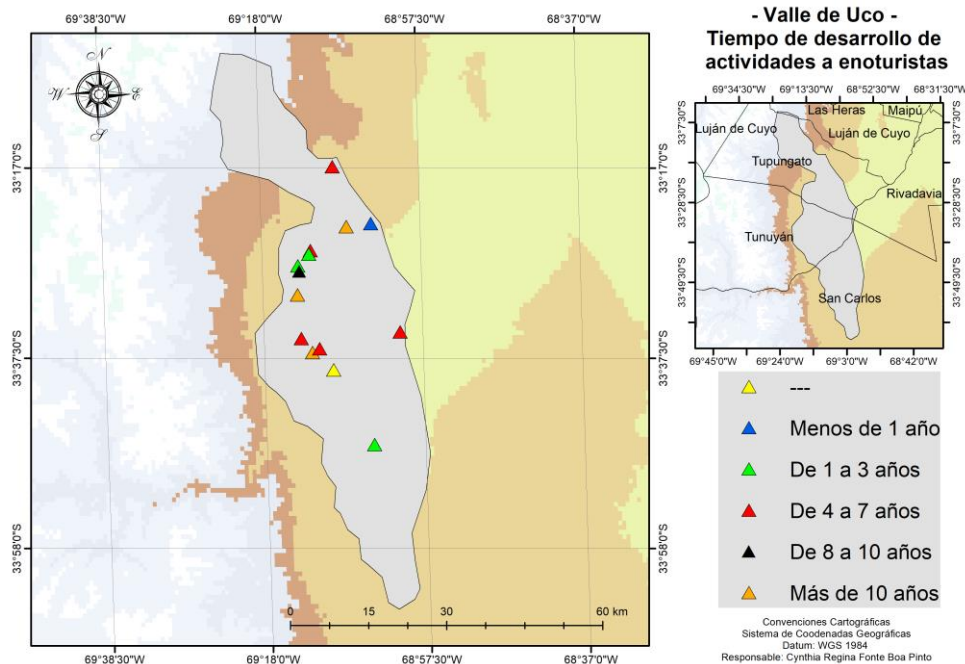 - Valle de Uco -
Tiempo de desarrollo de
actividades a enoturistas
69°38'30"W 69°18'0"W 68°57'30"W 68°37'0"W
N
W E
S
33°17'0"S 33°17'0"S
33°37'30"S 33°37'30"S
33°58'0"S 33°58'0"S
0 15 30 60 km
69°38'30"W 69°18'0"W 68°57'30"W 68°37'0"W
69°34'30"W 69°13'30"W 68°52'30"W 68°31'30"W
Las Heras
Maipú
Luján de Cuyo
Luján de Cuyo
Tupungato
Rivadavia
Tunuyán
San Carlos
33°7'30"S 33°7'30"S
33°28'30"S 33°28'30"S
33°49'30"S 33°49'30"S
69°45'0"W 69°24'0"W 69°3'0"W 68°42'0"W
---
Menos de 1 año
De 1 a 3 años
De 4 a 7 años
De 8 a 10 años
Más de 10 años
Convenciones Cartográficas
Sistema de Coodenadas Geográficas
Datum: WGS 1984
Responsable: Cynthia Regina Fonte Boa Pinto